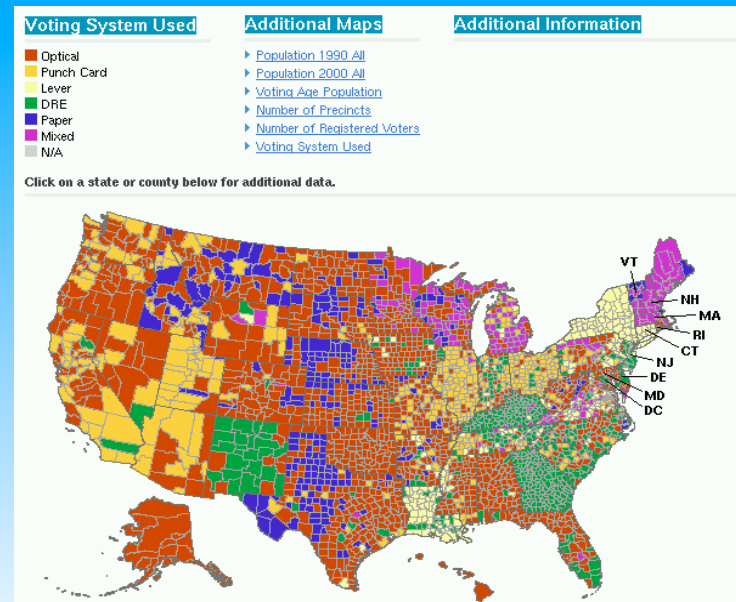 Voting System Used
Optical
Punch Card
Lever
DRE
Paper
Mixed
N/A
Additional Maps
Population 1990 All
Population 2000 All
Voting Age Population
Number of Precincts
Number of Registered Voters
Voting System Used
Additional Information
Click on a state or county below for additional data.
VT
NH
MA
RI
CT
NJ
DE
MD
DC